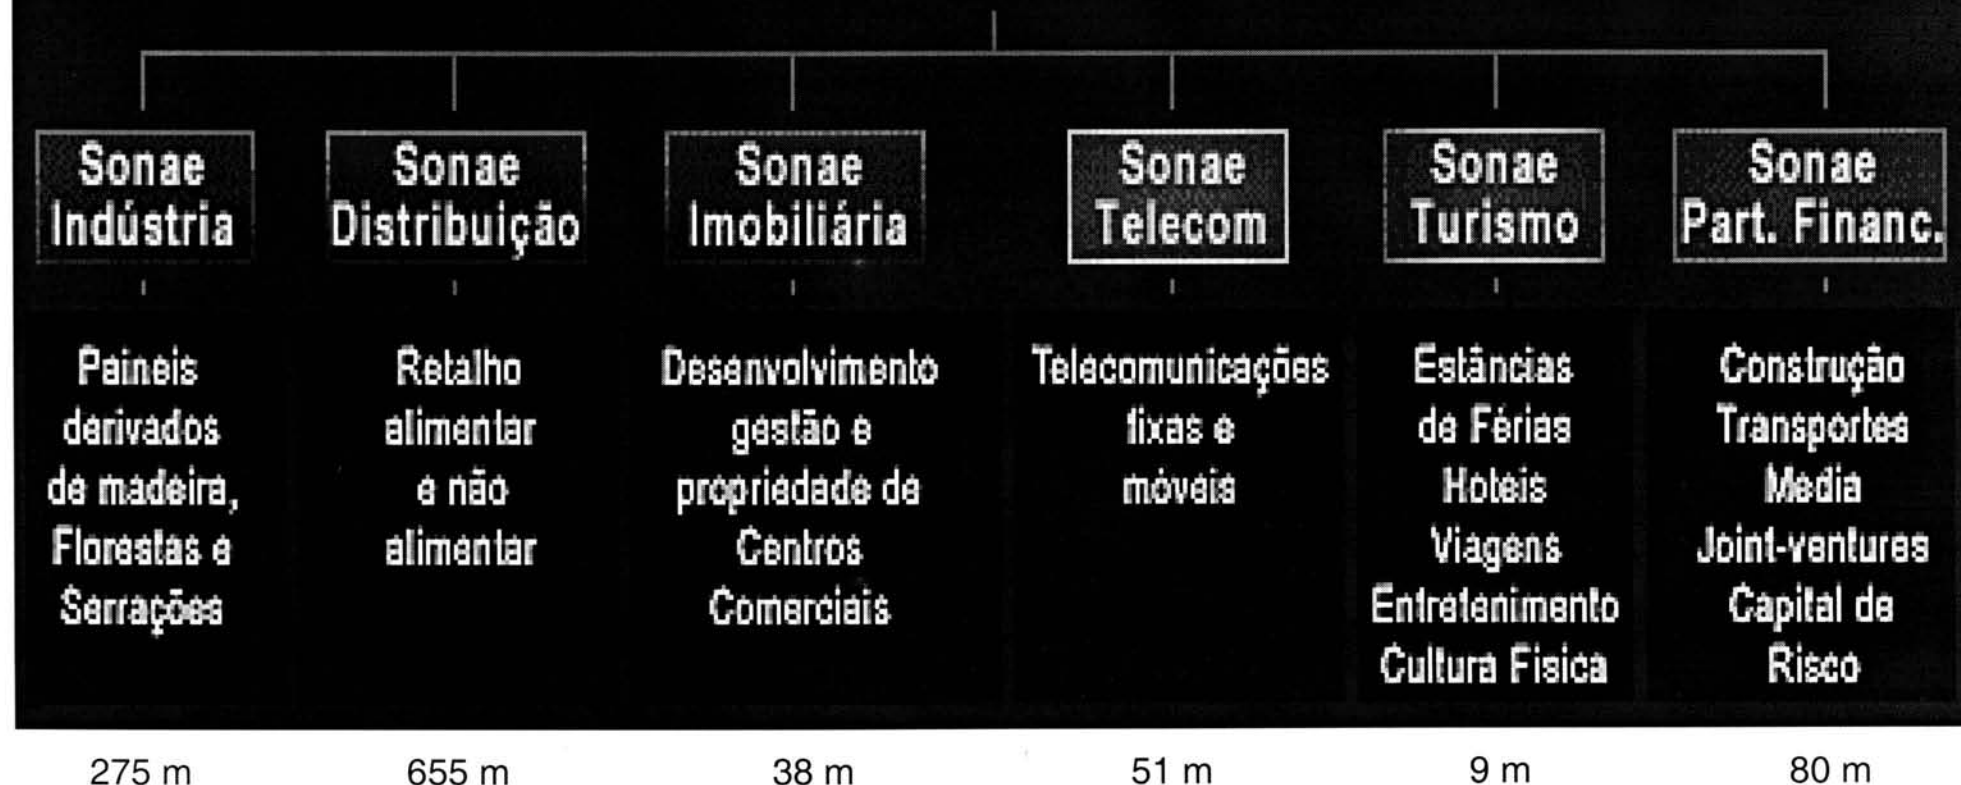 Sonae
Indústria
Sonae
Distribuição
Sonae
Imobiliária
Sonae
Telecom
Sonae
Turismo
Sonae
Part. Financ.
Paineis
derivados
de madeira,
Florestas e
Serrações
Retalho
alimentar
e não
alimentar
Desenvolvimento
gestão e
propriedade de
Centros
Comerciais
Telecomunicações
fixas e
móveis
Estâncias
de Férias
Hoteis
Viagens
Entretenimento
Cultura Fisica
Construção
Transportes
Media
Joint-ventures
Capital de
Risco
275 m
655 m
38 m
51 m
9 m
80 m